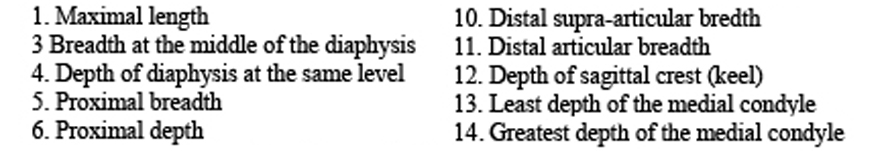 1. Maximal length
3 Breadth at the middle of the diaphysis
4. Depth of diaphysis at the same level
5. Proximal breadth
6. Proximal depth
10. Distal supra-articular bredth
11. Distal articular breadth
12. Depth of sagittal crest (keel)
13. Least depth of the medial condyle
14. Greatest depth of the medial condyle